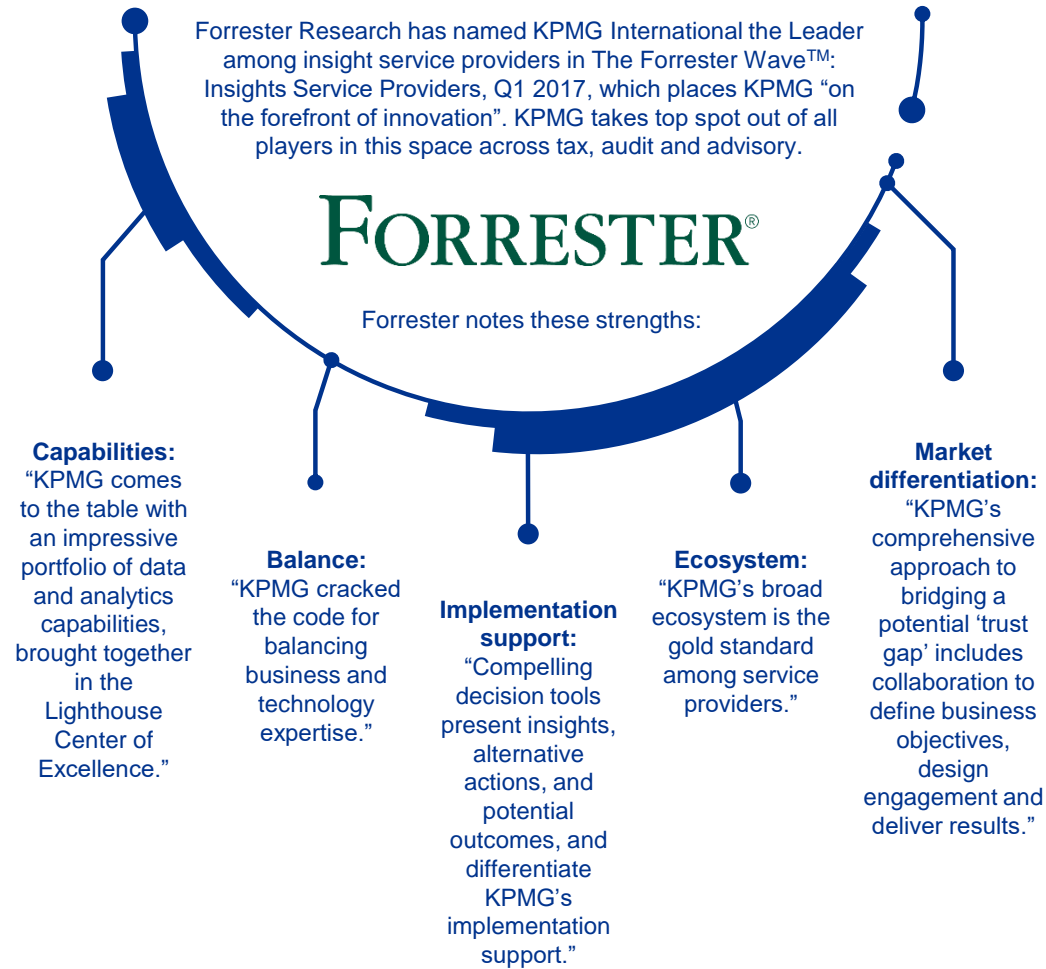 Forrester Research has named KPMG International the Leader
among insight service providers in The Forrester Wave™:
Insights Service Providers, Q1 2017, which places KPMG “on
the forefront of innovation”. KPMG takes top spot out of all
players in this space across tax, audit and advisory.
FORRESTER®
Forrester notes these strengths:
Capabilities:
“KPMG comes
to the table with
an impressive
portfolio of data
and analytics
capabilities,
brought together
in the
Lighthouse
Center of
Excellence.”
Balance:
“KPMG cracked
the code for
balancing
business and
technology
expertise.”
Implementation
support:
“Compelling
decision tools
present insights,
alternative
actions, and
potential
outcomes, and
differentiate
KPMG’s
implementation
support.”
Ecosystem:
“KPMG’s broad
ecosystem is the
gold standard
among service
providers.”
Market
differentiation:
“KPMG’s
comprehensive
approach to
bridging a
potential ‘trust
gap’ includes
collaboration to
define business
objectives,
design
engagement and
deliver results.”